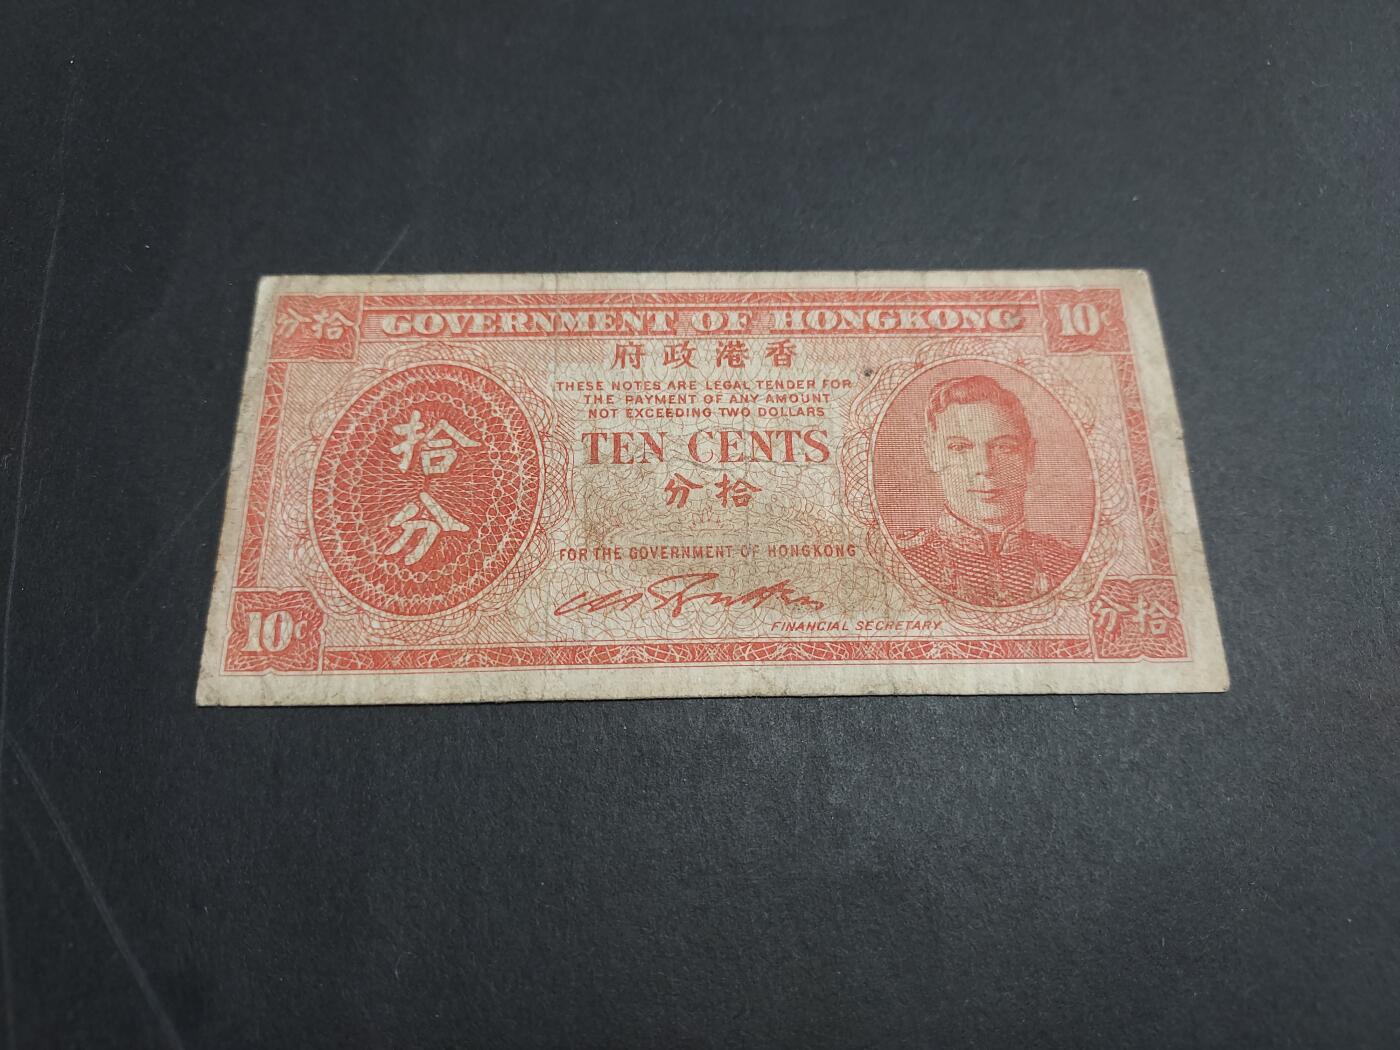 分拾 GOVERNMENT OF HONGKONG 10c
府政港香
THESE NOTES ARE LEGAL TENDER FOR
THE PAYMENT OF ANY AMOUNT
NOT EXCEEDING TWO DOLLARS
拾分
TEN CENTS
分拾
FOR THE GOVERNMENT OF HONGKONG
FINANCIAL SECRETARY
10c 分拾